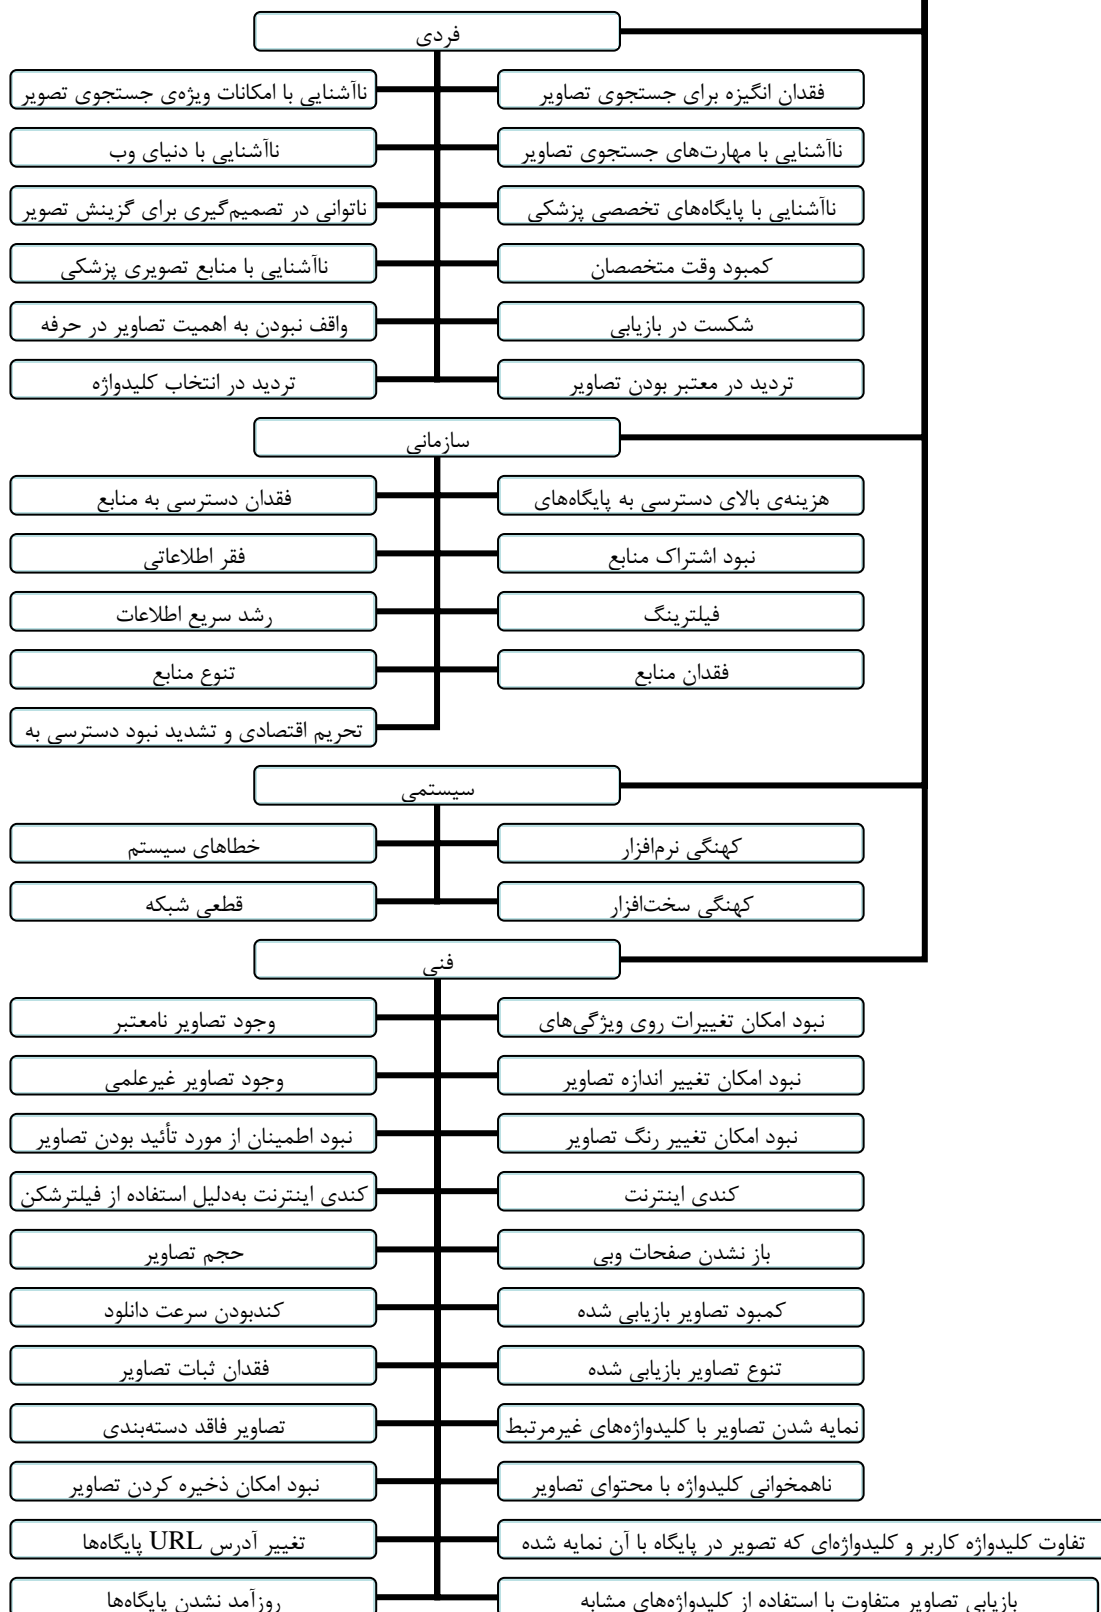 فردی
فقدان انگیزه برای جستجوی تصاویر
ناآشنایی با امکانات ویژه‌ی جستجوی تصویر
ناآشنایی با مهارت‌های جستجوی تصاویر
ناآشنایی با دنیای وب
ناآشنایی با پایگاه‌های تخصصی پزشکی
ناتوانی در تصمیم‌گیری برای گزینش تصویر
کمبود وقت متخصصان
ناآشنایی با منابع تصویری پزشکی
شکست در بازیابی
واقف نبودن به اهمیت تصاویر در حرفه
تردید در معتبر بودن تصاویر
تردید در انتخاب کلیدواژه
سازمانی
هزینه‌ی بالای دسترسی به پایگاه‌های
فقدان دسترسی به منابع
نبود اشتراک منابع
فقر اطلاعاتی
فیلترینگ
رشد سریع اطلاعات
فقدان منابع
تنوع منابع
تحریم اقتصادی و تشدید نبود دسترسی به
سیستمی
کهنگی نرم‌افزار
خطاهای سیستم
کهنگی سخت‌افزار
قطعی شبکه
فنی
نبود امکان تغییرات روی ویژگی‌های
وجود تصاویر نامعتبر
نبود امکان تغییر اندازه تصاویر
وجود تصاویر غیرعلمی
نبود امکان تغییر رنگ تصاویر
نبود اطمینان از مورد تأئید بودن تصاویر
کندی اینترنت
کندی اینترنت به‌دلیل استفاده از فیلترشکن
باز نشدن صفحات وبی
حجم تصاویر
کمبود تصاویر بازیابی شده
کندبودن سرعت دانلود
تنوع تصاویر بازیابی شده
فقدان ثبات تصاویر
نمایه شدن تصاویر با کلیدواژه‌های غیرمرتبط
تصاویر فاقد دسته‌بندی
ناهمخوانی کلیدواژه با محتوای تصاویر
نبود امکان ذخیره کردن تصاویر
تفاوت کلیدواژه کاربر و کلیدواژه‌ای که تصویر در پایگاه با آن نمایه شده
تغییر آدرس URL پایگاه‌ها
بازیابی تصاویر متفاوت با استفاده از کلیدواژه‌های مشابه
روزآمد نشدن پایگاه‌ها